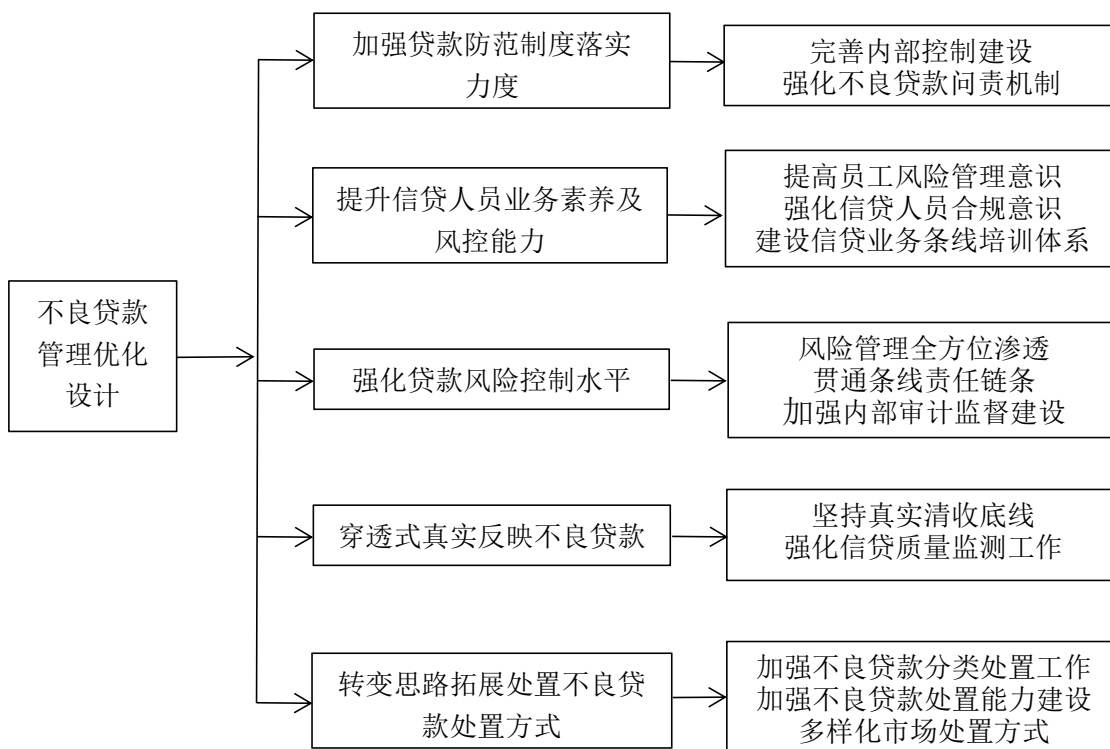 不良贷款
管理优化
设计
加强贷款防范制度落实
力度
完善内部控制建设
强化不良贷款问责机制
提升信贷人员业务素养及
风控能力
提高员工风险管理意识
强化信贷人员合规意识
建设信贷业务条线培训体系
强化贷款风险控制水平
风险管理全方位渗透
贯通条线责任链条
加强内部审计监督建设
穿透式真实反映不良贷款
坚持真实清收底线
强化信贷质量监测工作
转变思路拓展处置不良贷
款处置方式
加强不良贷款分类处置工作
加强不良贷款处置能力建设
多样化市场处置方式